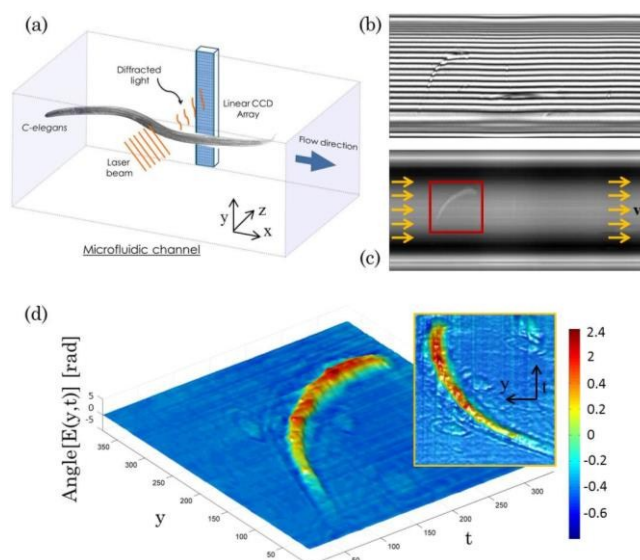 (a)
Diffracted
light
Linear CCD
Array
C-elegans
Flow direction
Laser
beam
y
z
x
Microfluidic channel
(b)
v
(c)
(d)
Angle[E(y,t)] [rad]
5
0
-5
350
300
250
200
150
100
50
y
50
100
150
200
250
300
t
y
t
2.4
2.4
0.4
0.2
0
-0.2
-0.4
-0.6